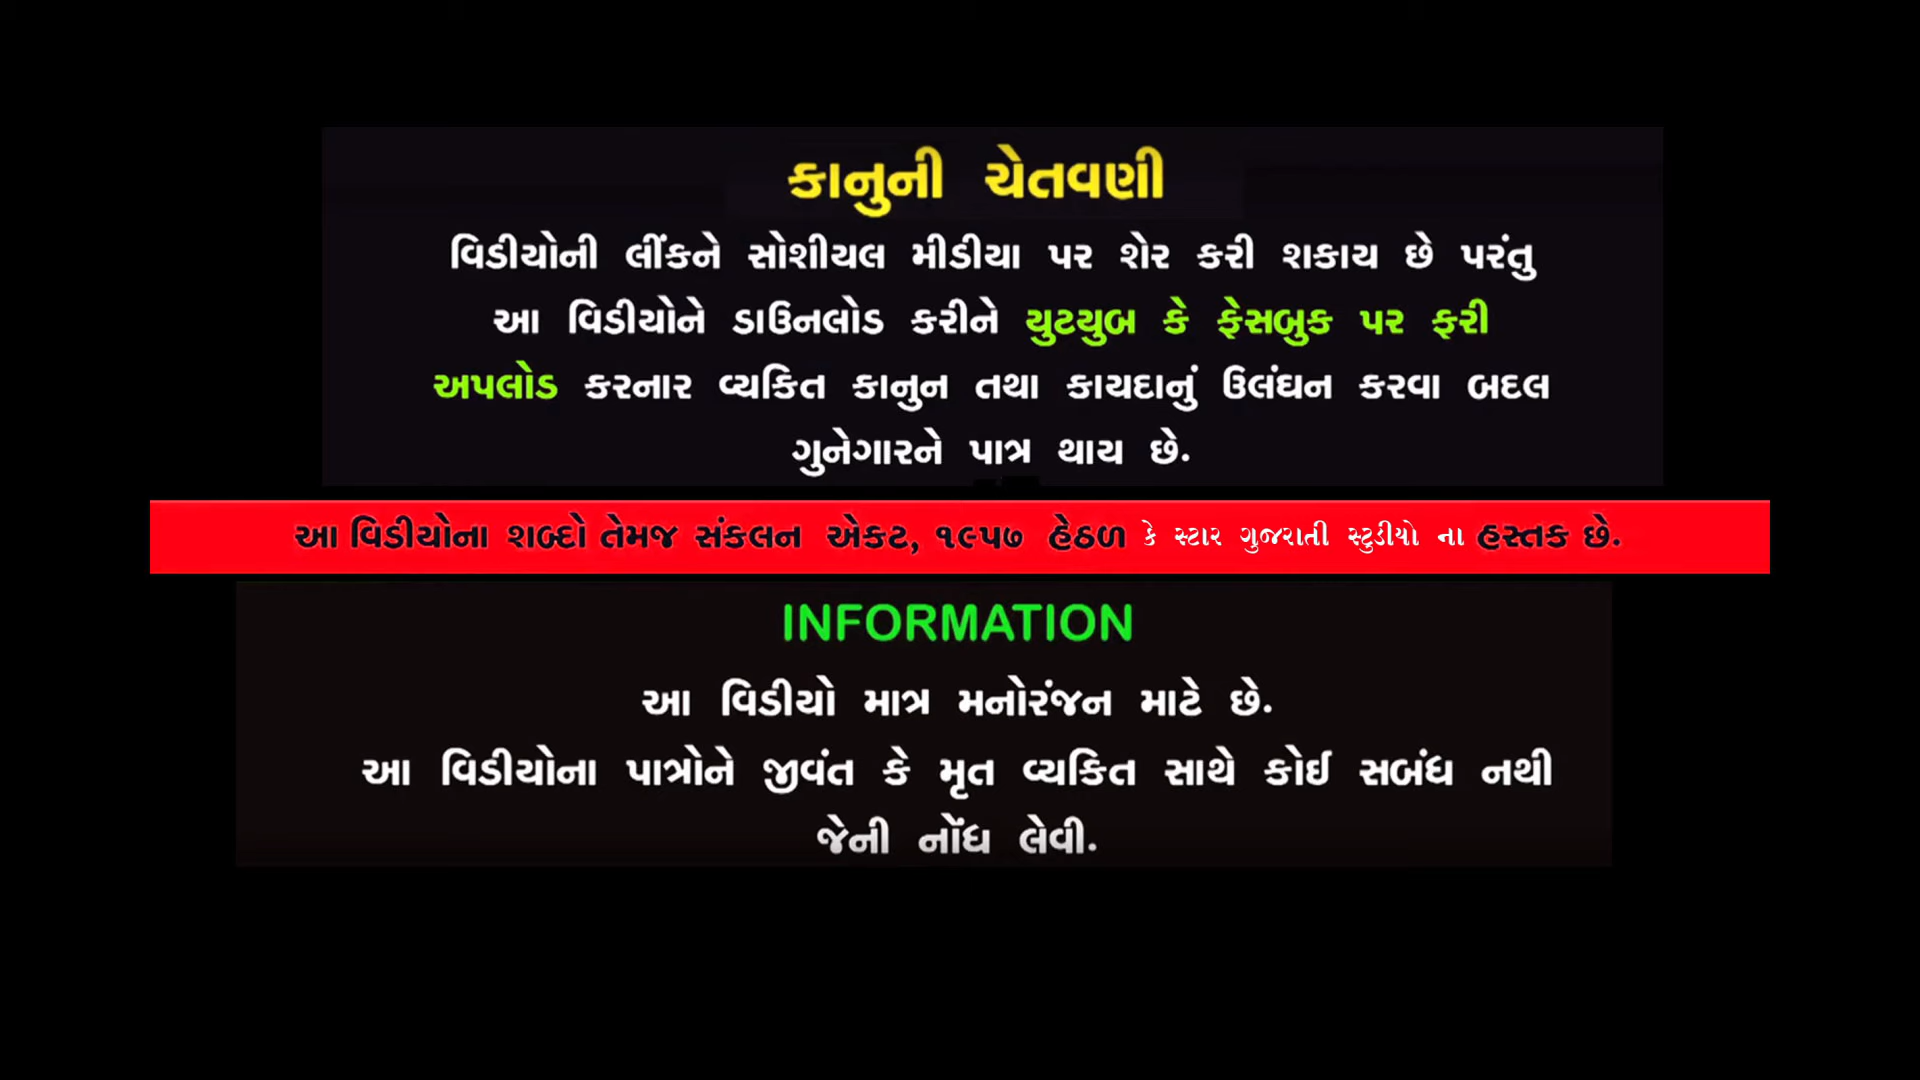 કાનુની ચેતવણી
વિડીયોની લીંકને સોશીયલ મીડીયા પર શેર કરી શકાય છે પરંતુ
આ વિડીયોને ડાઉનલોડ કરીને યુટયુબ કે ફેસબુક પર ફરી
અપલોડ કરનાર વ્યકિત કાનુન તથા કાયદાનું ઉલંઘન કરવા બદલ
ગુનેગારને પાત્ર થાય છે.
આ વિડીયોના શબ્દો તેમજ સંકલન એકટ, ૧૯૫૭ હેઠળ કે સ્ટાર ગુજરાતી સ્ટુડીયો ના હસ્તક છે.
INFORMATION
આ વિડીયો માત્ર મનોરંજન માટે છે.
આ વિડીયોના પાત્રોને જીવંત કે મૃત વ્યકિત સાથે કોઈ સબંધ નથી
જેની નોંધ લેવી.